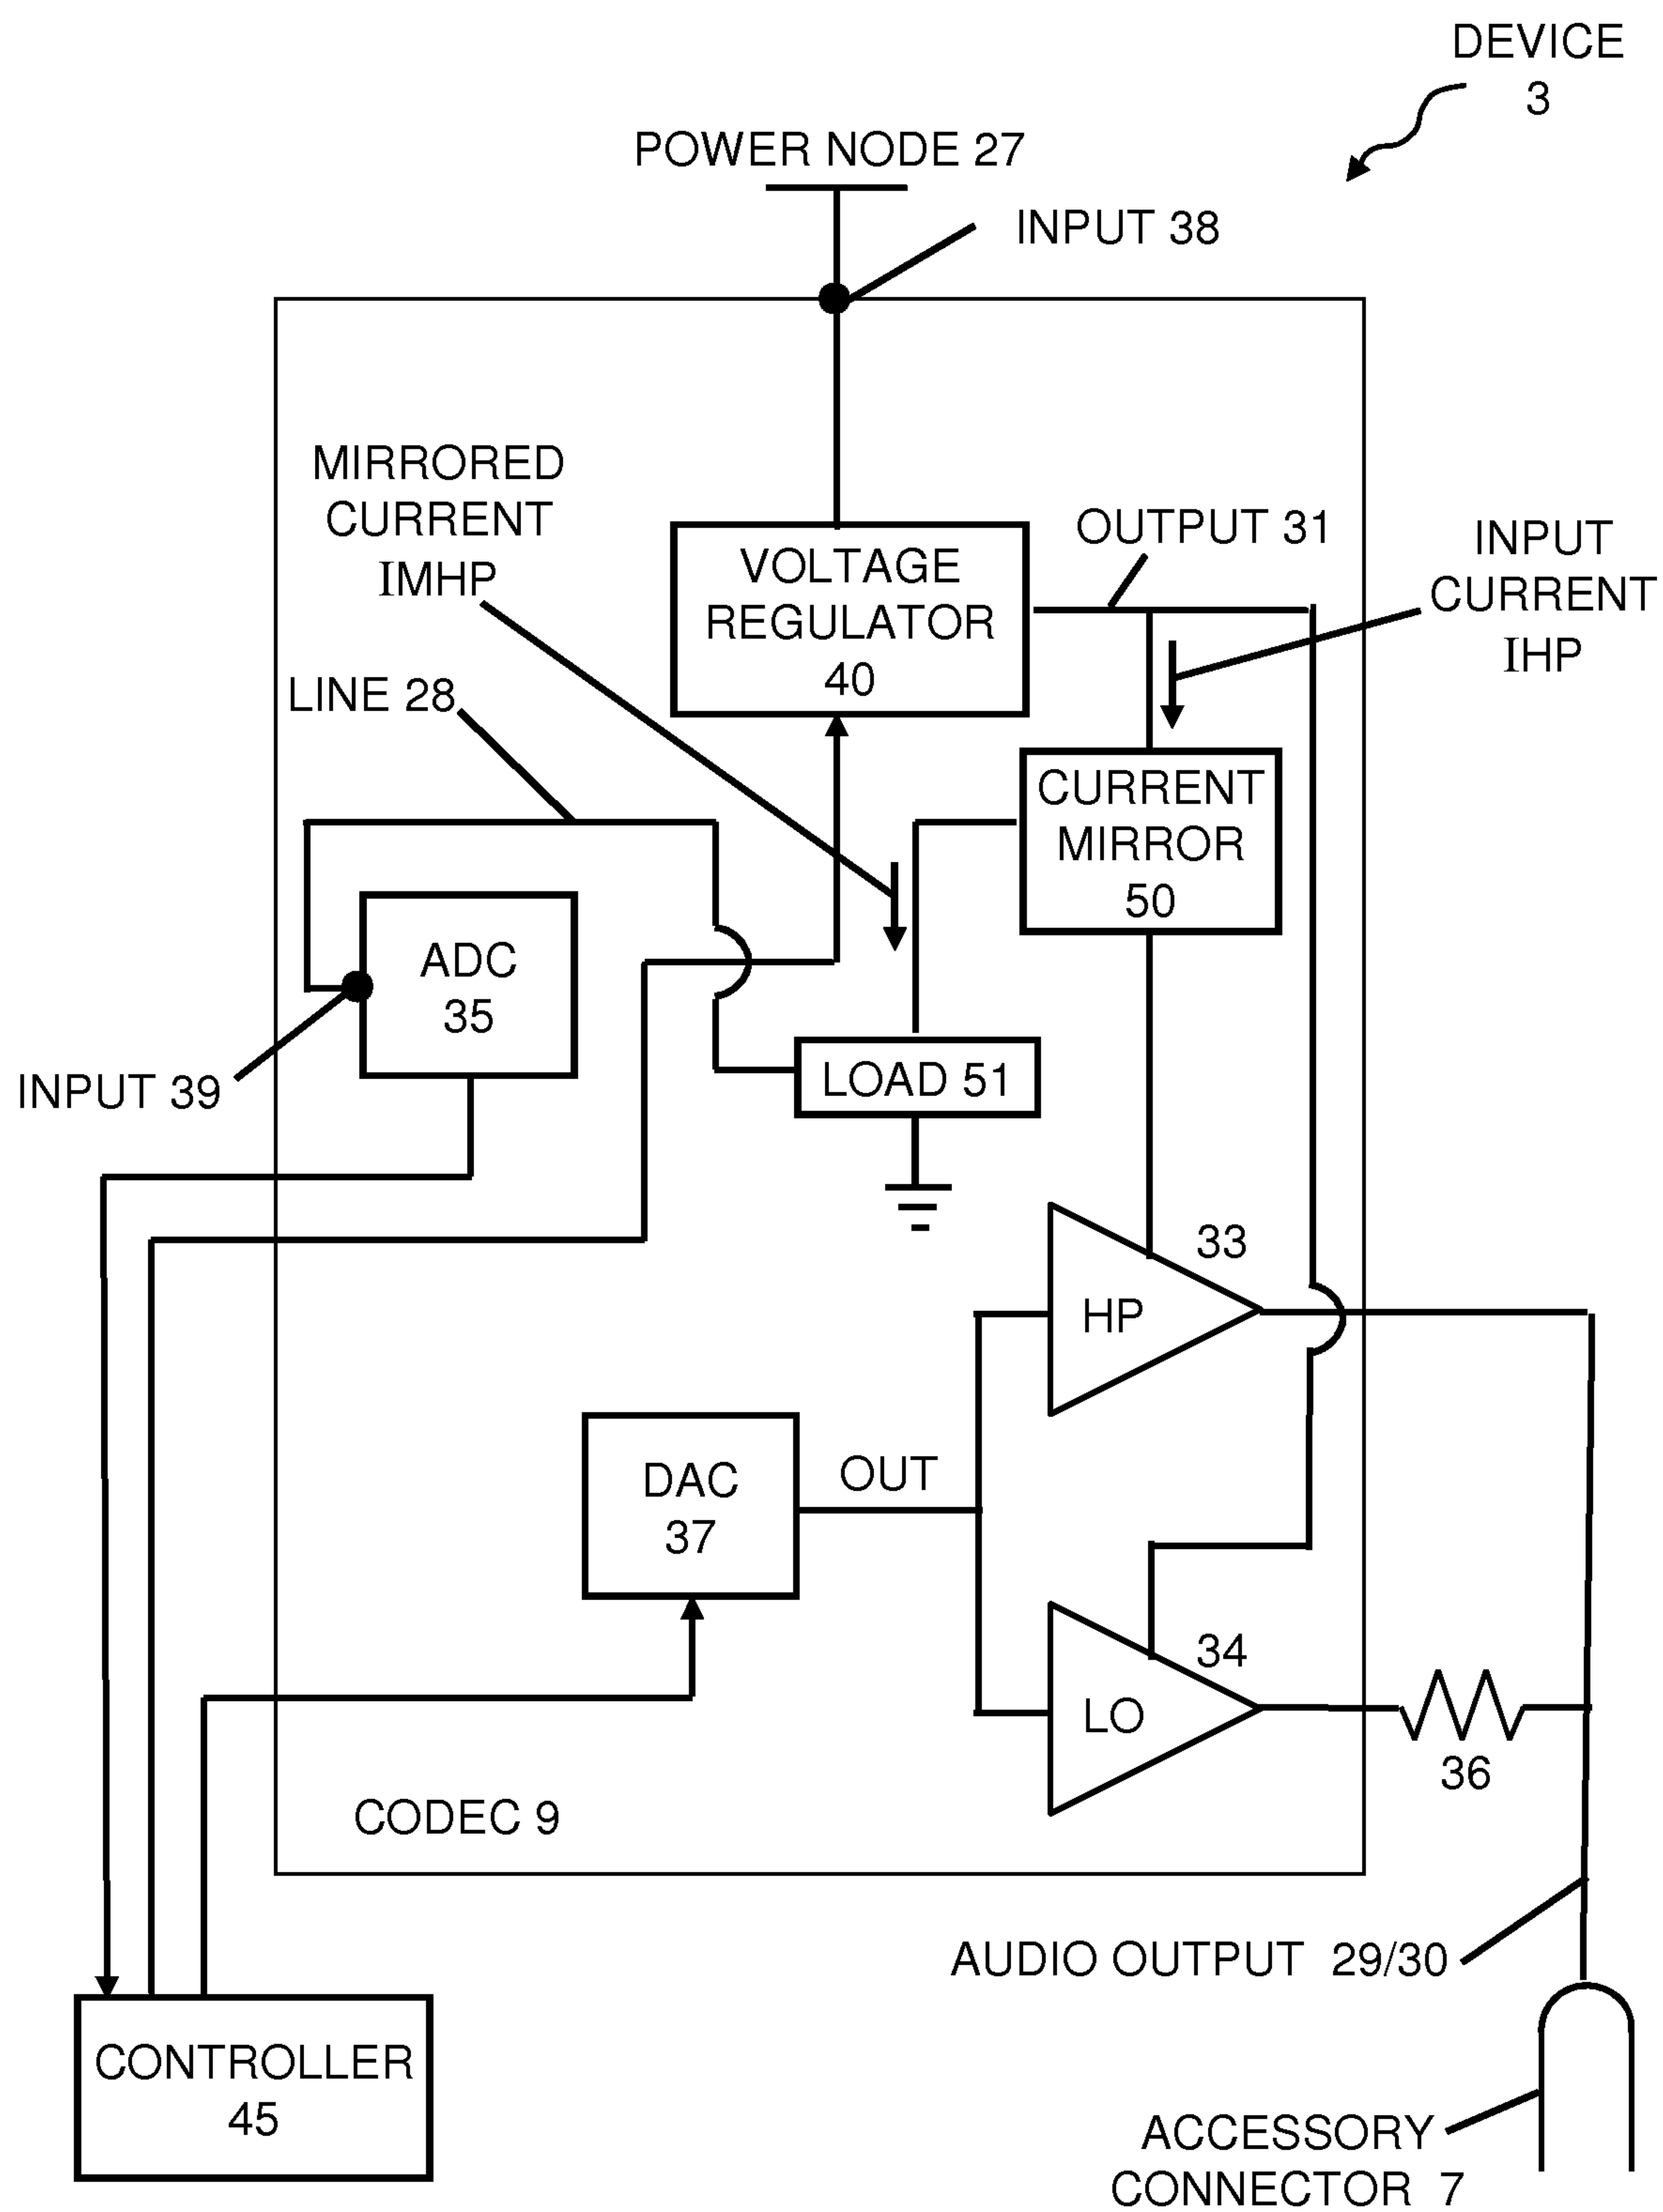 DEVICE
3
POWER NODE 27
INPUT 38
MIRRORED
CURRENT
IMHP
OUTPUT 31
INPUT
CURRENT
IHP
VOLTAGE
REGULATOR
40
LINE 28
CURRENT
MIRROR
50
ADC
35
INPUT 39
LOAD 51
33
HP
DAC
37
OUT
34
LO
36
CODEC 9
AUDIO OUTPUT 29/30
CONTROLLER
45
ACCESSORY
CONNECTOR 7